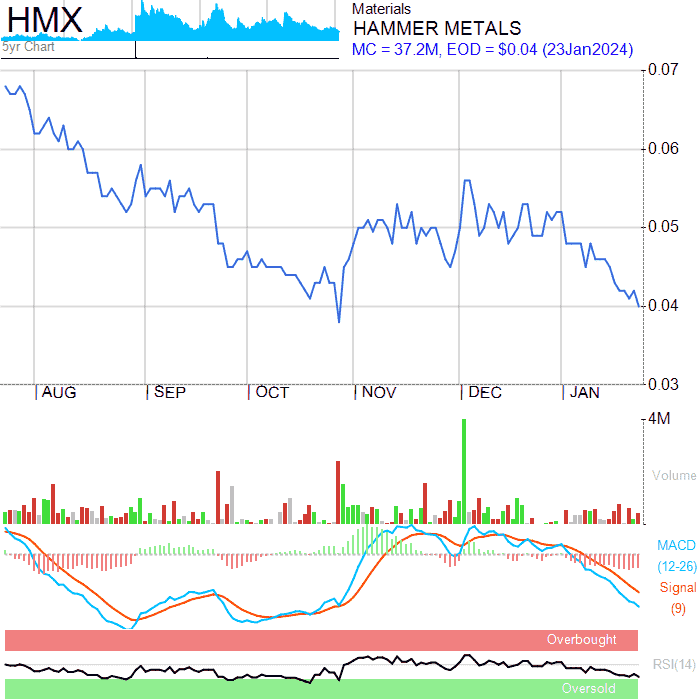 HMX
5yr Chart
Materials
HAMMER METALS
MC = 37.2M, EOD = $0.04 (23Jan2024)
0.07
0.06
0.05
0.04
0.03
AUG SEP OCT NOV DEC JAN
4M
Volume
MACD
(12-26)
Signal
(9)
Overbought
RSI(14)
Oversold